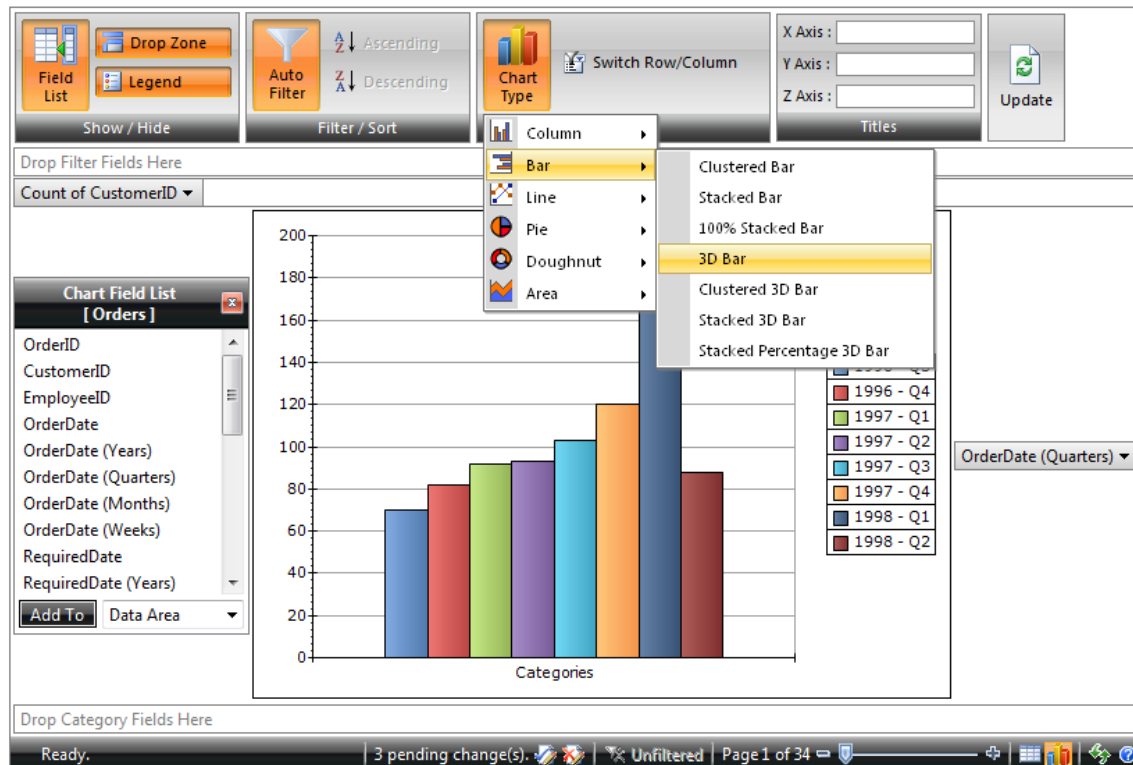 Field List
Drop Zone
Legend
Show / Hide
Auto Filter
Ascending
Descending
Filter / Sort
Chart Type
Switch Row/Column
X Axis :
Y Axis :
Z Axis :
Titles
Update
Drop Filter Fields Here
Count of CustomerID
Column
Bar
Line
Pie
Doughnut
Area
Clustered Bar
Stacked Bar
100% Stacked Bar
3D Bar
Clustered 3D Bar
Stacked 3D Bar
Stacked Percentage 3D Bar
Chart Field List
[ Orders ]
OrderID
CustomerID
EmployeeID
OrderDate
OrderDate (Years)
OrderDate (Quarters)
OrderDate (Months)
OrderDate (Weeks)
RequiredDate
RequiredDate (Years)
Add To
Data Area
200
180
160
140
120
100
80
60
40
20
0
Categories
1996 - Q4
1997 - Q1
1997 - Q2
1997 - Q3
1997 - Q4
1998 - Q1
1998 - Q2
OrderDate (Quarters)
Drop Category Fields Here
Ready.
3 pending change(s).
Unfiltered
Page 1 of 34